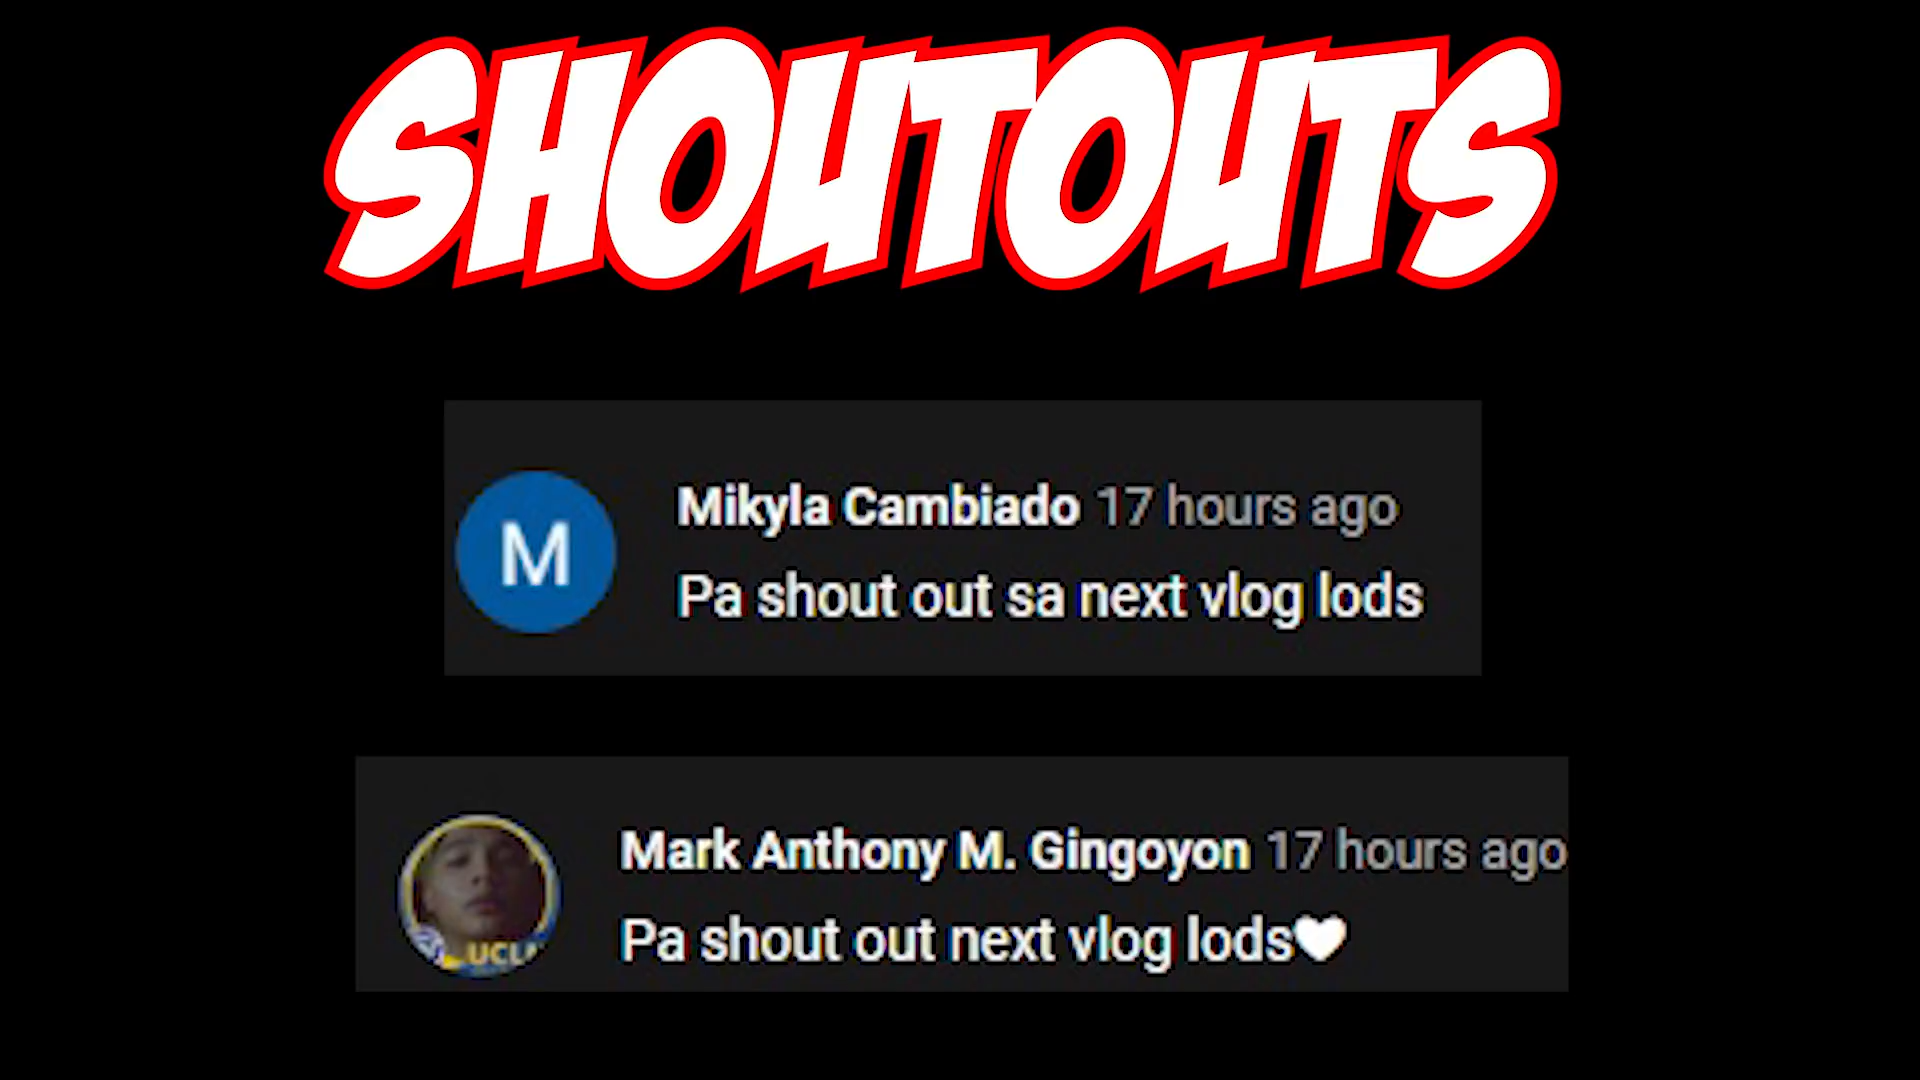 SHOUTOUTS
M
Mikyla Cambiado 17 hours ago
Pa shout out sa next vlog lods
Mark Anthony M. Gingoyon 17 hours ago
Pa shout out next vlog lods🤍